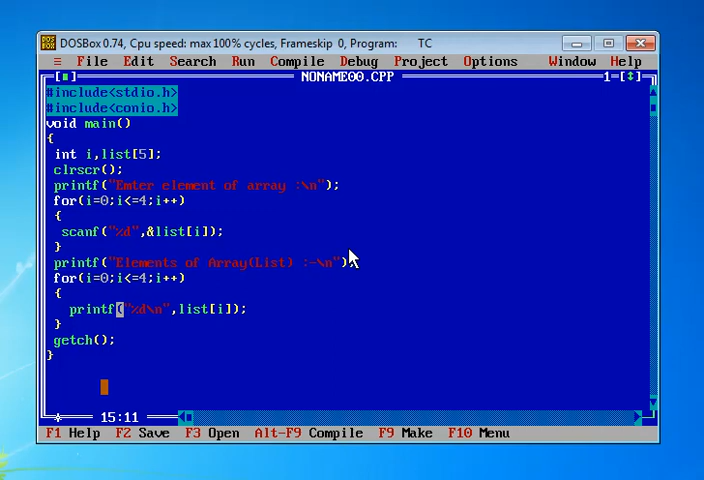 DOSBox 0.74, Cpu speed: max 100% cycles, Frameskip 0, Program: TC
≡ File Edit Search Run Compile Debug Project Options Window Help
[■] NONAME00.CPP 1=[↕]
#include<stdio.h>
#include<conio.h>
void main()
{
int i,list[5];
clrscr();
printf("Emter element of array :\n");
for(i=0;i<=4;i++)
{
scanf("%d",&list[i]);
}
printf("Elements of Array(List) :-\n");
for(i=0;i<=4;i++)
{
printf("%d\n",list[i]);
}
getch();
}
15:11
F1 Help F2 Save F3 Open Alt-F9 Compile F9 Make F10 Menu